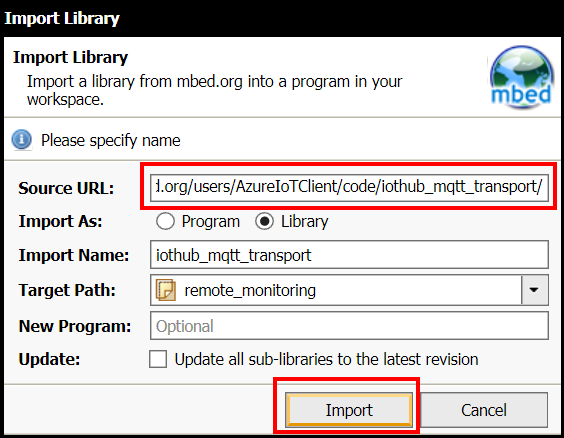 Import Library
Import Library
Import a library from mbed.org into a program in your
workspace.
mbed
Please specify name
Source URL: d.org/users/AzureIoTClient/code/iothub_mqtt_transport/
Import As: Program Library
Import Name: iothub_mqtt_transport
Target Path: remote_monitoring
New Program: Optional
Update: Update all sub-libraries to the latest revision
Import Cancel